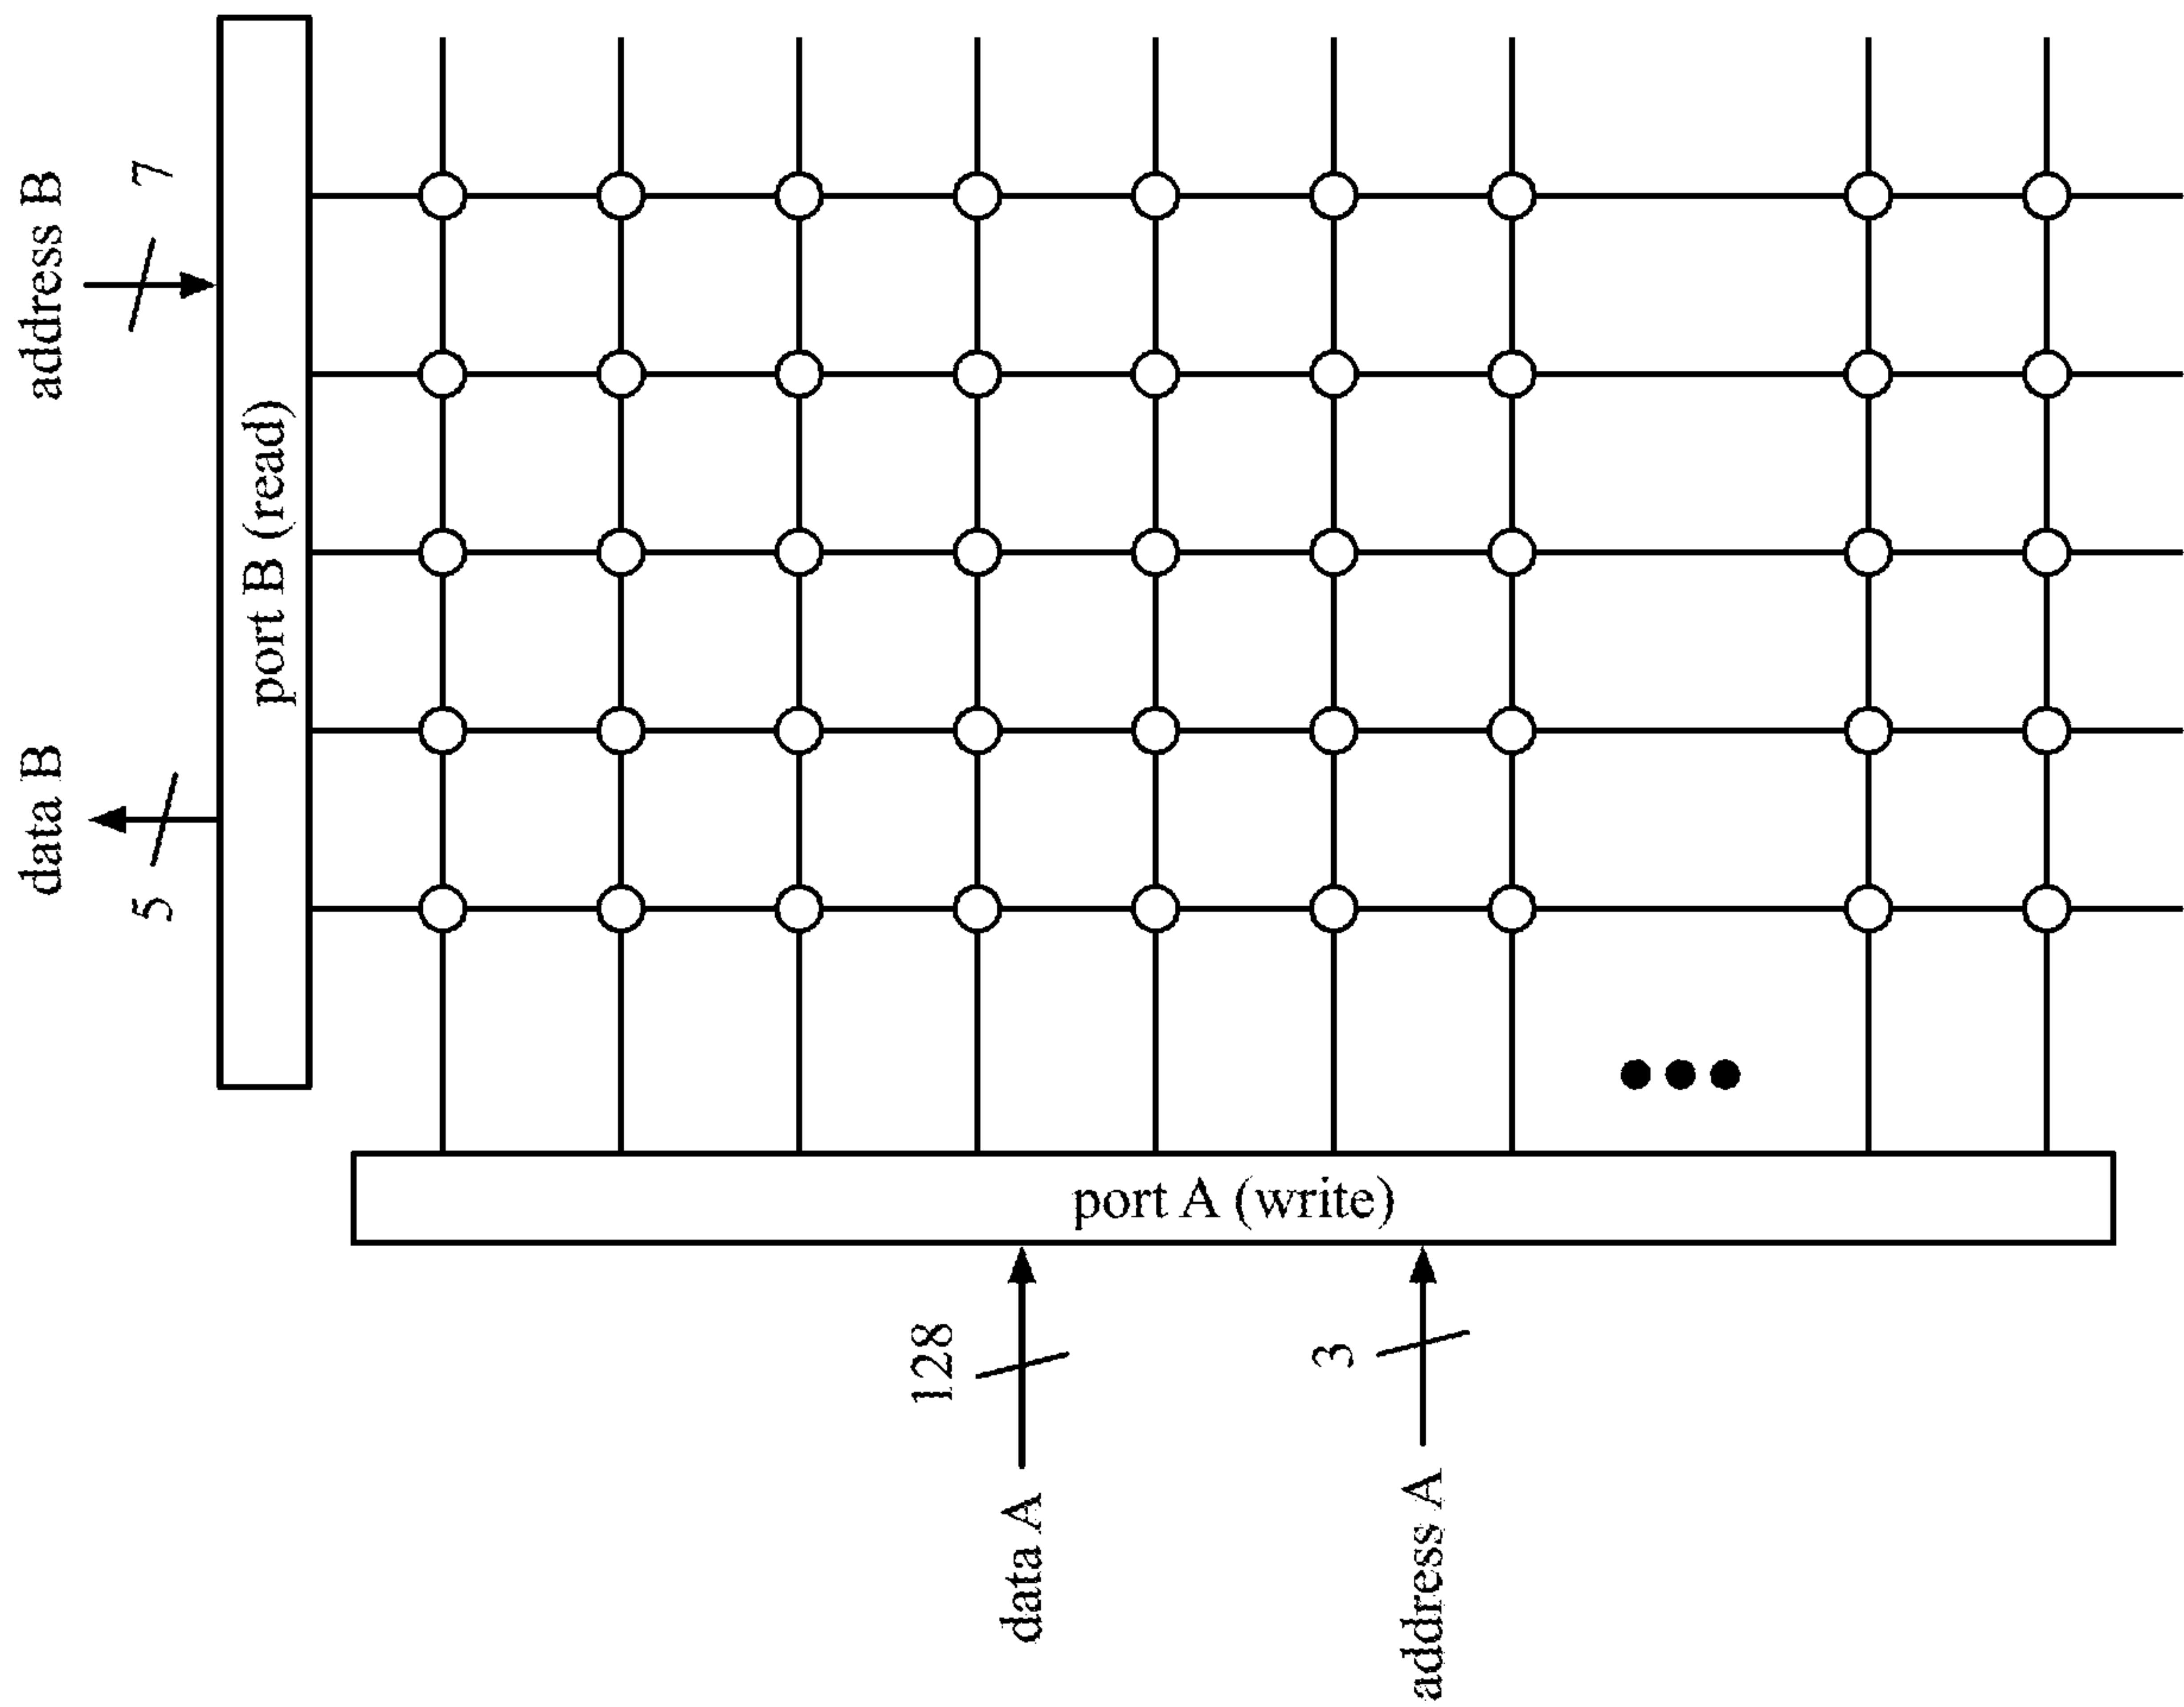 address B
7
port B (read)
data B
5
port A (write)
128
data A
3
address A